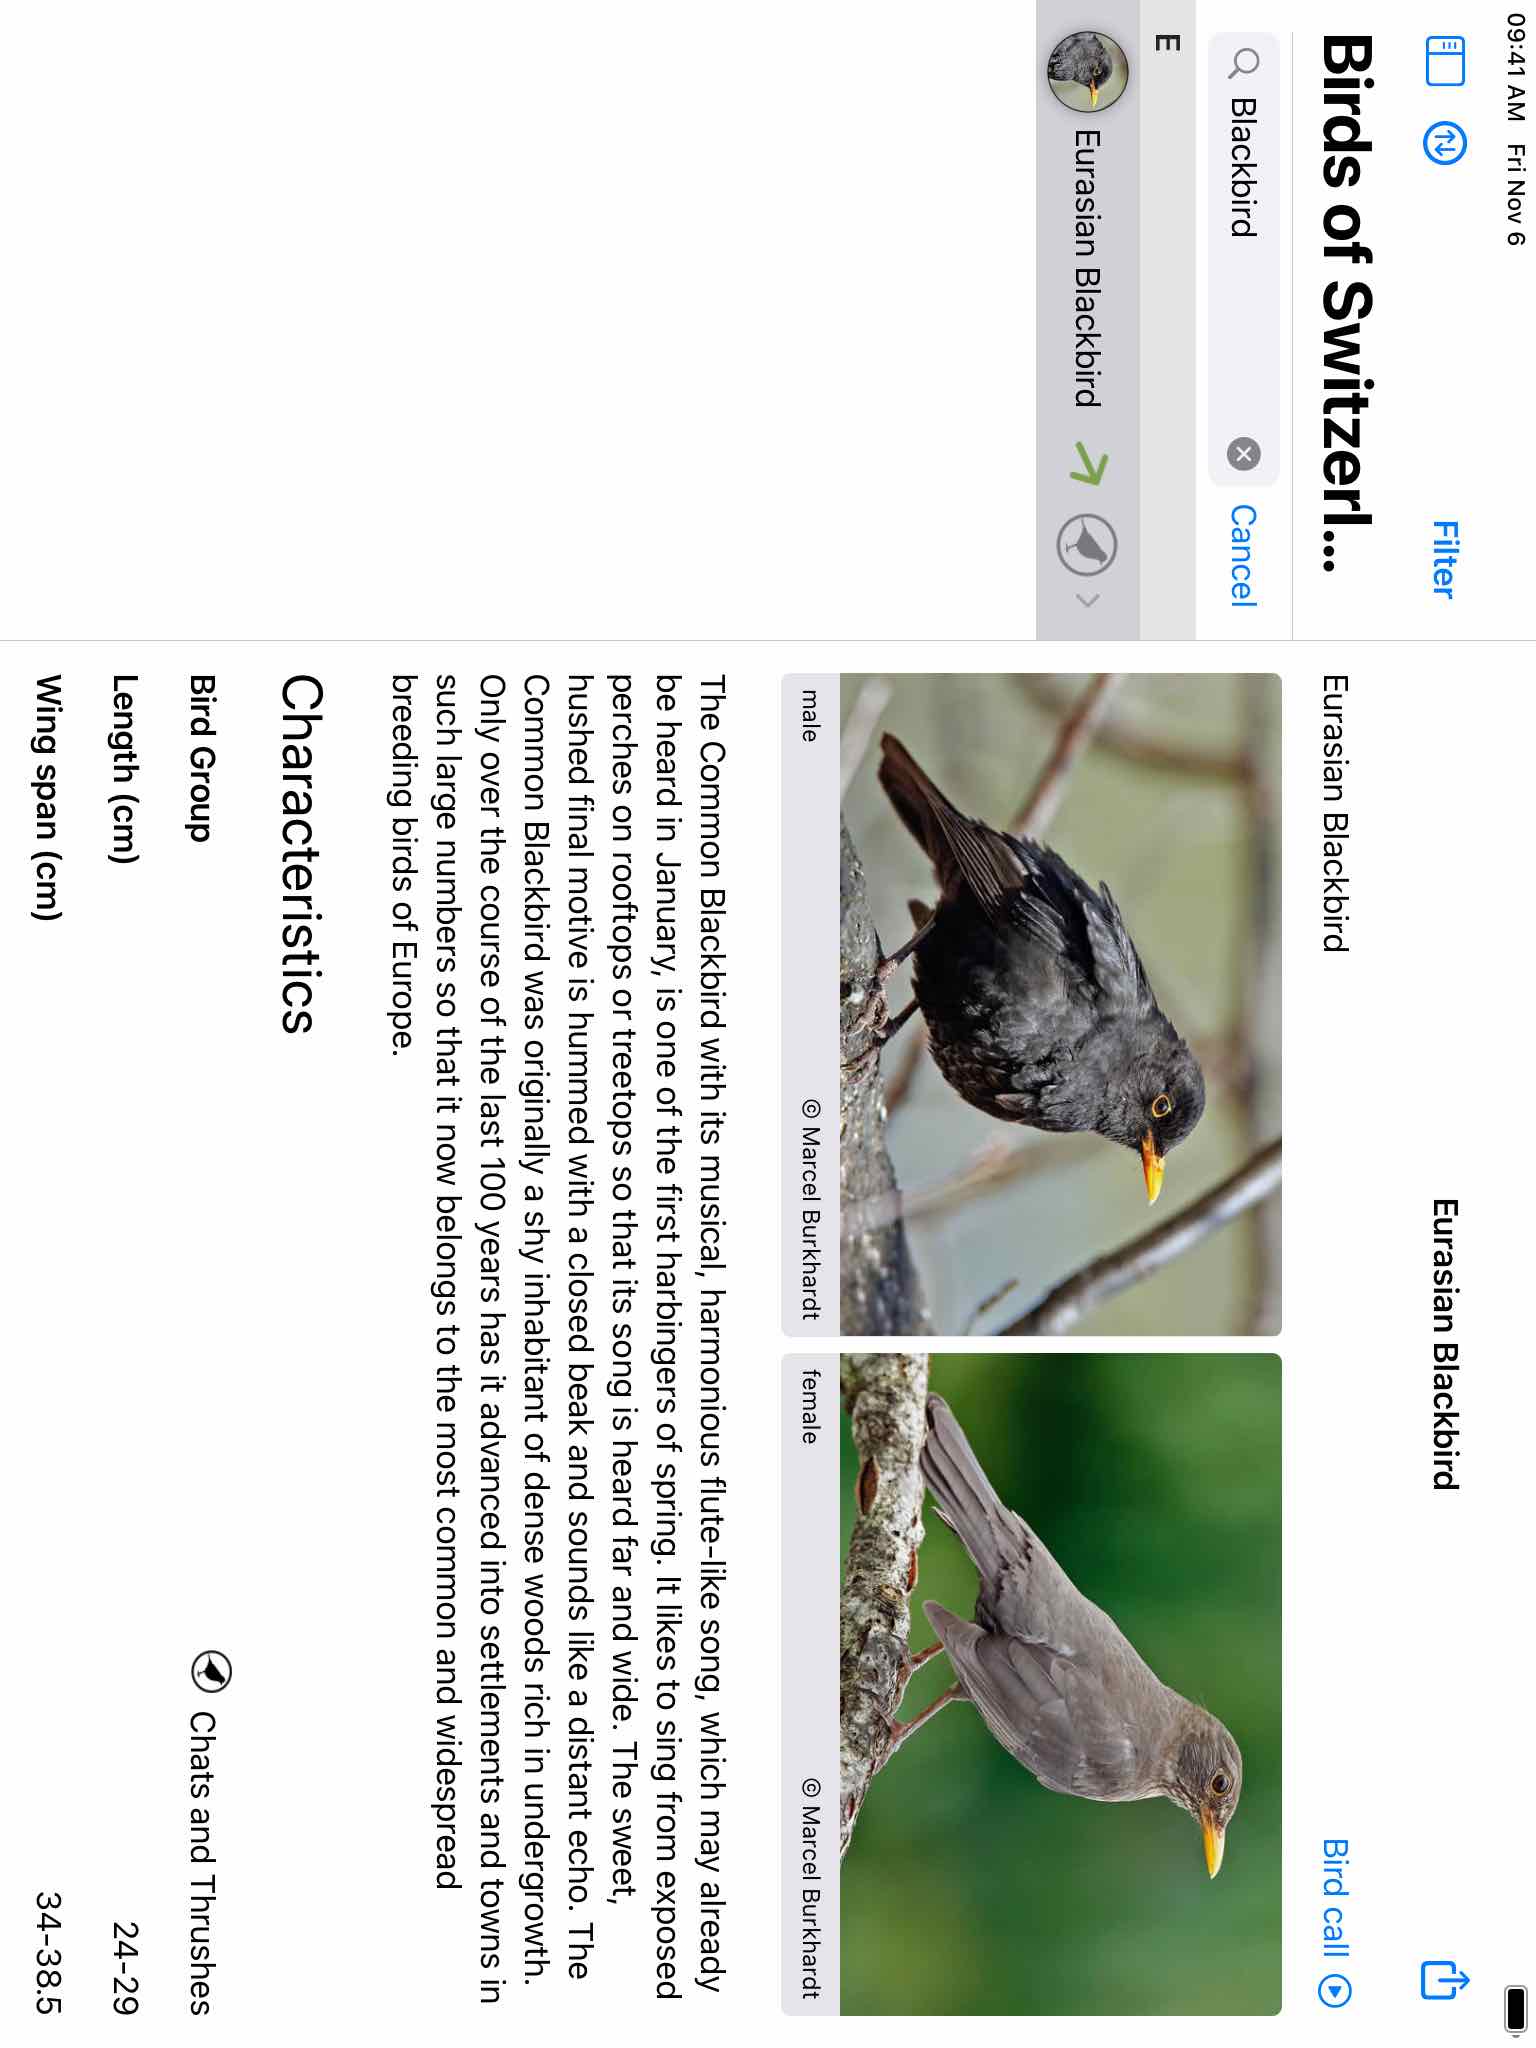 09:41 AM Fri Nov 6
Filter
Birds of Switzerl...
Blackbird
Cancel
E
Eurasian Blackbird
Eurasian Blackbird
Eurasian Blackbird
Bird call
male
© Marcel Burkhardt
female
© Marcel Burkhardt
The Common Blackbird with its musical, harmonious flute-like song, which may already
be heard in January, is one of the first harbingers of spring. It likes to sing from exposed
perches on rooftops or treetops so that its song is heard far and wide. The sweet,
hushed final motive is hummed with a closed beak and sounds like a distant echo. The
Common Blackbird was originally a shy inhabitant of dense woods rich in undergrowth.
Only over the course of the last 100 years has it advanced into settlements and towns in
such large numbers so that it now belongs to the most common and widespread
breeding birds of Europe.
Characteristics
Bird Group
Chats and Thrushes
Length (cm)
24-29
Wing span (cm)
34-38.5